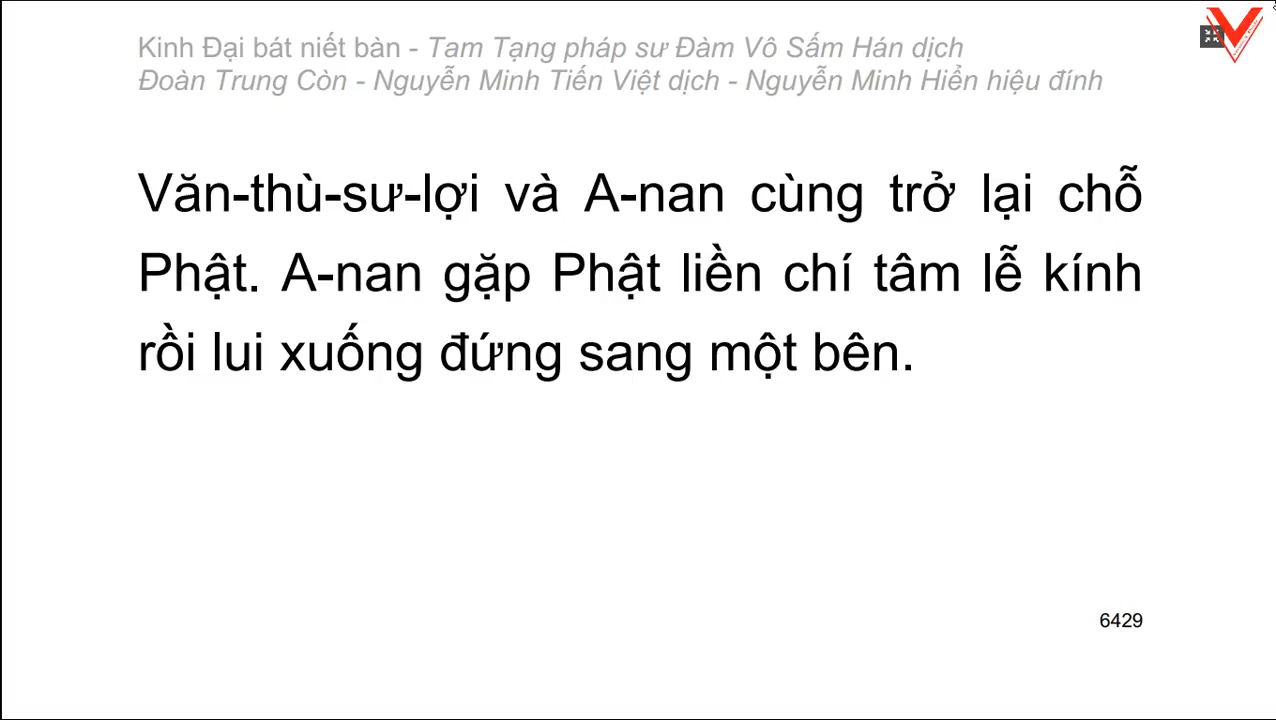 Kinh Đại bát niết bàn - Tam Tạng pháp sư Đàm Vô Sấm Hán dịch
Đoàn Trung Còn - Nguyễn Minh Tiến Việt dịch - Nguyễn Minh Hiển hiệu đính
Văn-thù-sư-lợi và A-nan cùng trở lại chỗ
Phật. A-nan gặp Phật liền chí tâm lễ kính
rồi lui xuống đứng sang một bên.
6429